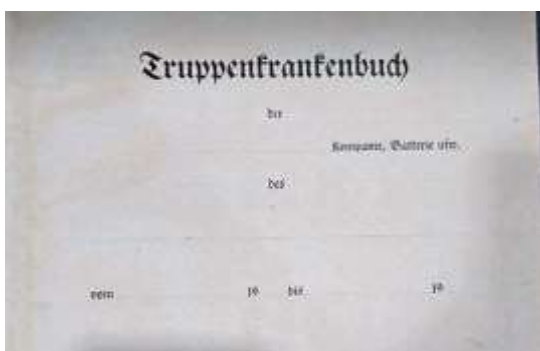 Truppenkrankenbuch
der
Kompanie, Batterie usw.
des
vom 19 bis 19